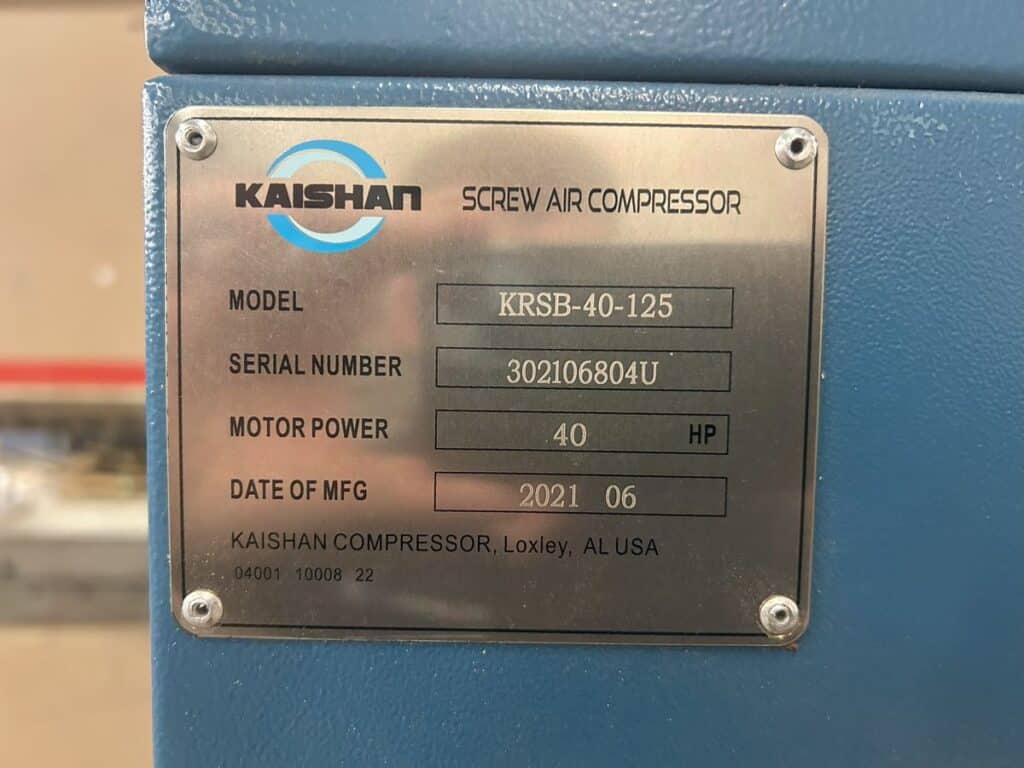 KAISHAN SCREW AIR COMPRESSOR
MODEL KRSB-40-125
SERIAL NUMBER 302106804U
MOTOR POWER 40 HP
DATE OF MFG 2021 06
KAISHAN COMPRESSOR, Loxley, AL USA
04001 10008 22